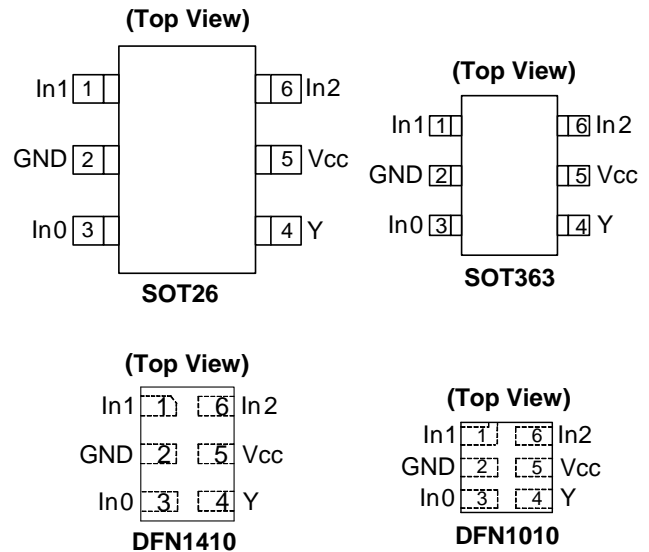 (Top View)
In1 1 6 In2
GND 2 5 Vcc
In0 3 4 Y
SOT26
(Top View)
In1 1 6 In2
GND 2 5 Vcc
In0 3 4 Y
SOT363
(Top View)
In1 1 6 In2
GND 2 5 Vcc
In0 3 4 Y
DFN1410
(Top View)
In1 1 6 In2
GND 2 5 Vcc
In0 3 4 Y
DFN1010